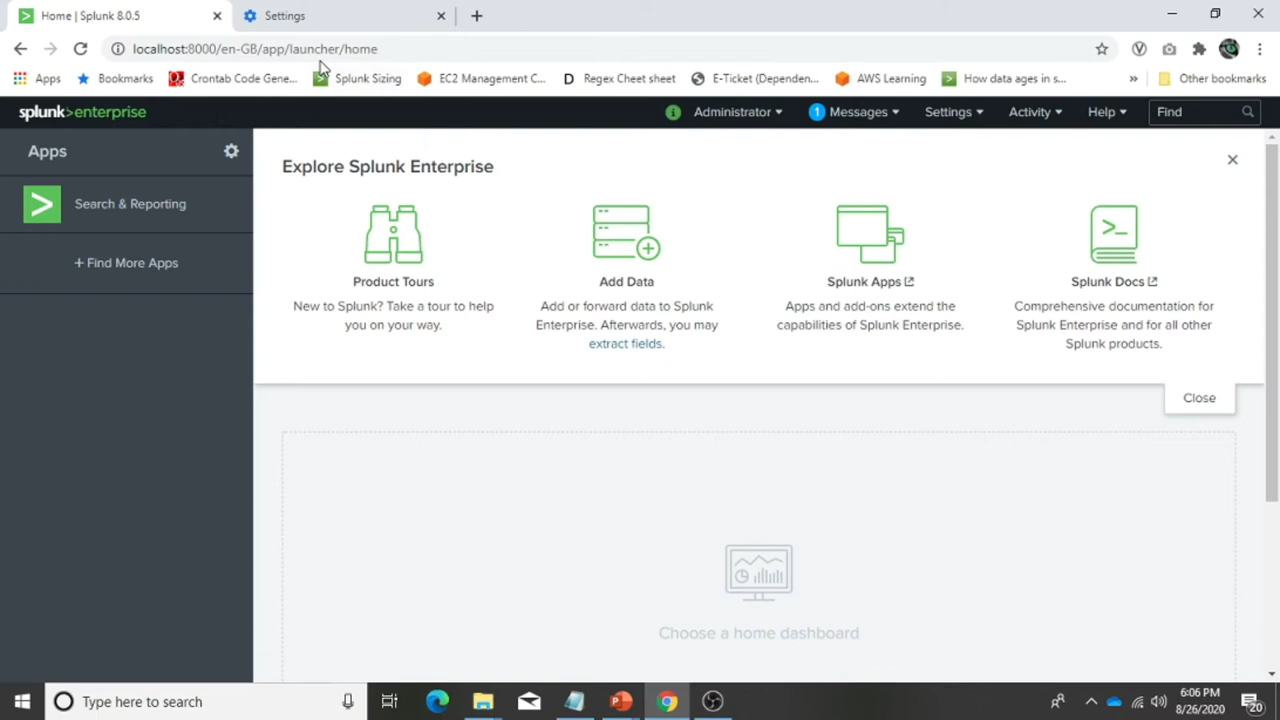 Home | Splunk 8.0.5
Settings
localhost:8000/en-GB/app/launcher/home
Apps
Bookmarks
Crontab Code Gene...
Splunk Sizing
EC2 Management C...
Regex Cheet sheet
E-Ticket (Dependen...
AWS Learning
How data ages in s...
»
Other bookmarks
splunk>enterprise
Administrator
1
Messages
Settings
Activity
Help
Find
Apps
Search & Reporting
+ Find More Apps
Explore Splunk Enterprise
Product Tours
New to Splunk? Take a tour to help
you on your way.
Add Data
Add or forward data to Splunk
Enterprise. Afterwards, you may
extract fields.
Splunk Apps
Apps and add-ons extend the
capabilities of Splunk Enterprise.
Splunk Docs
Comprehensive documentation for
Splunk Enterprise and for all other
Splunk products.
Close
Choose a home dashboard
Type here to search
6:06 PM
8/26/2020
20